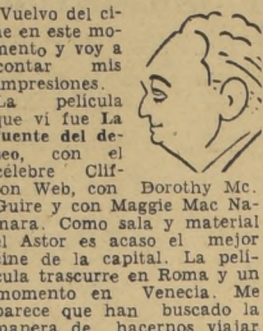 Vuelvo del ci-
ne en este mo-
mento y voy a
contar mis
impresiones.
La película
que vi fue La
fuente del de-
seo, con el
célebre Clif-
ton Web, con Dorothy Mc.
Guire y con Maggie Mac Na-
mara. Como sala y material
el Astor es acaso el mejor
cine de la capital. La pelí-
cula trascurre en Roma y un
momento en Venecia. Me
parece que han buscado la
manera de hacernos viajar